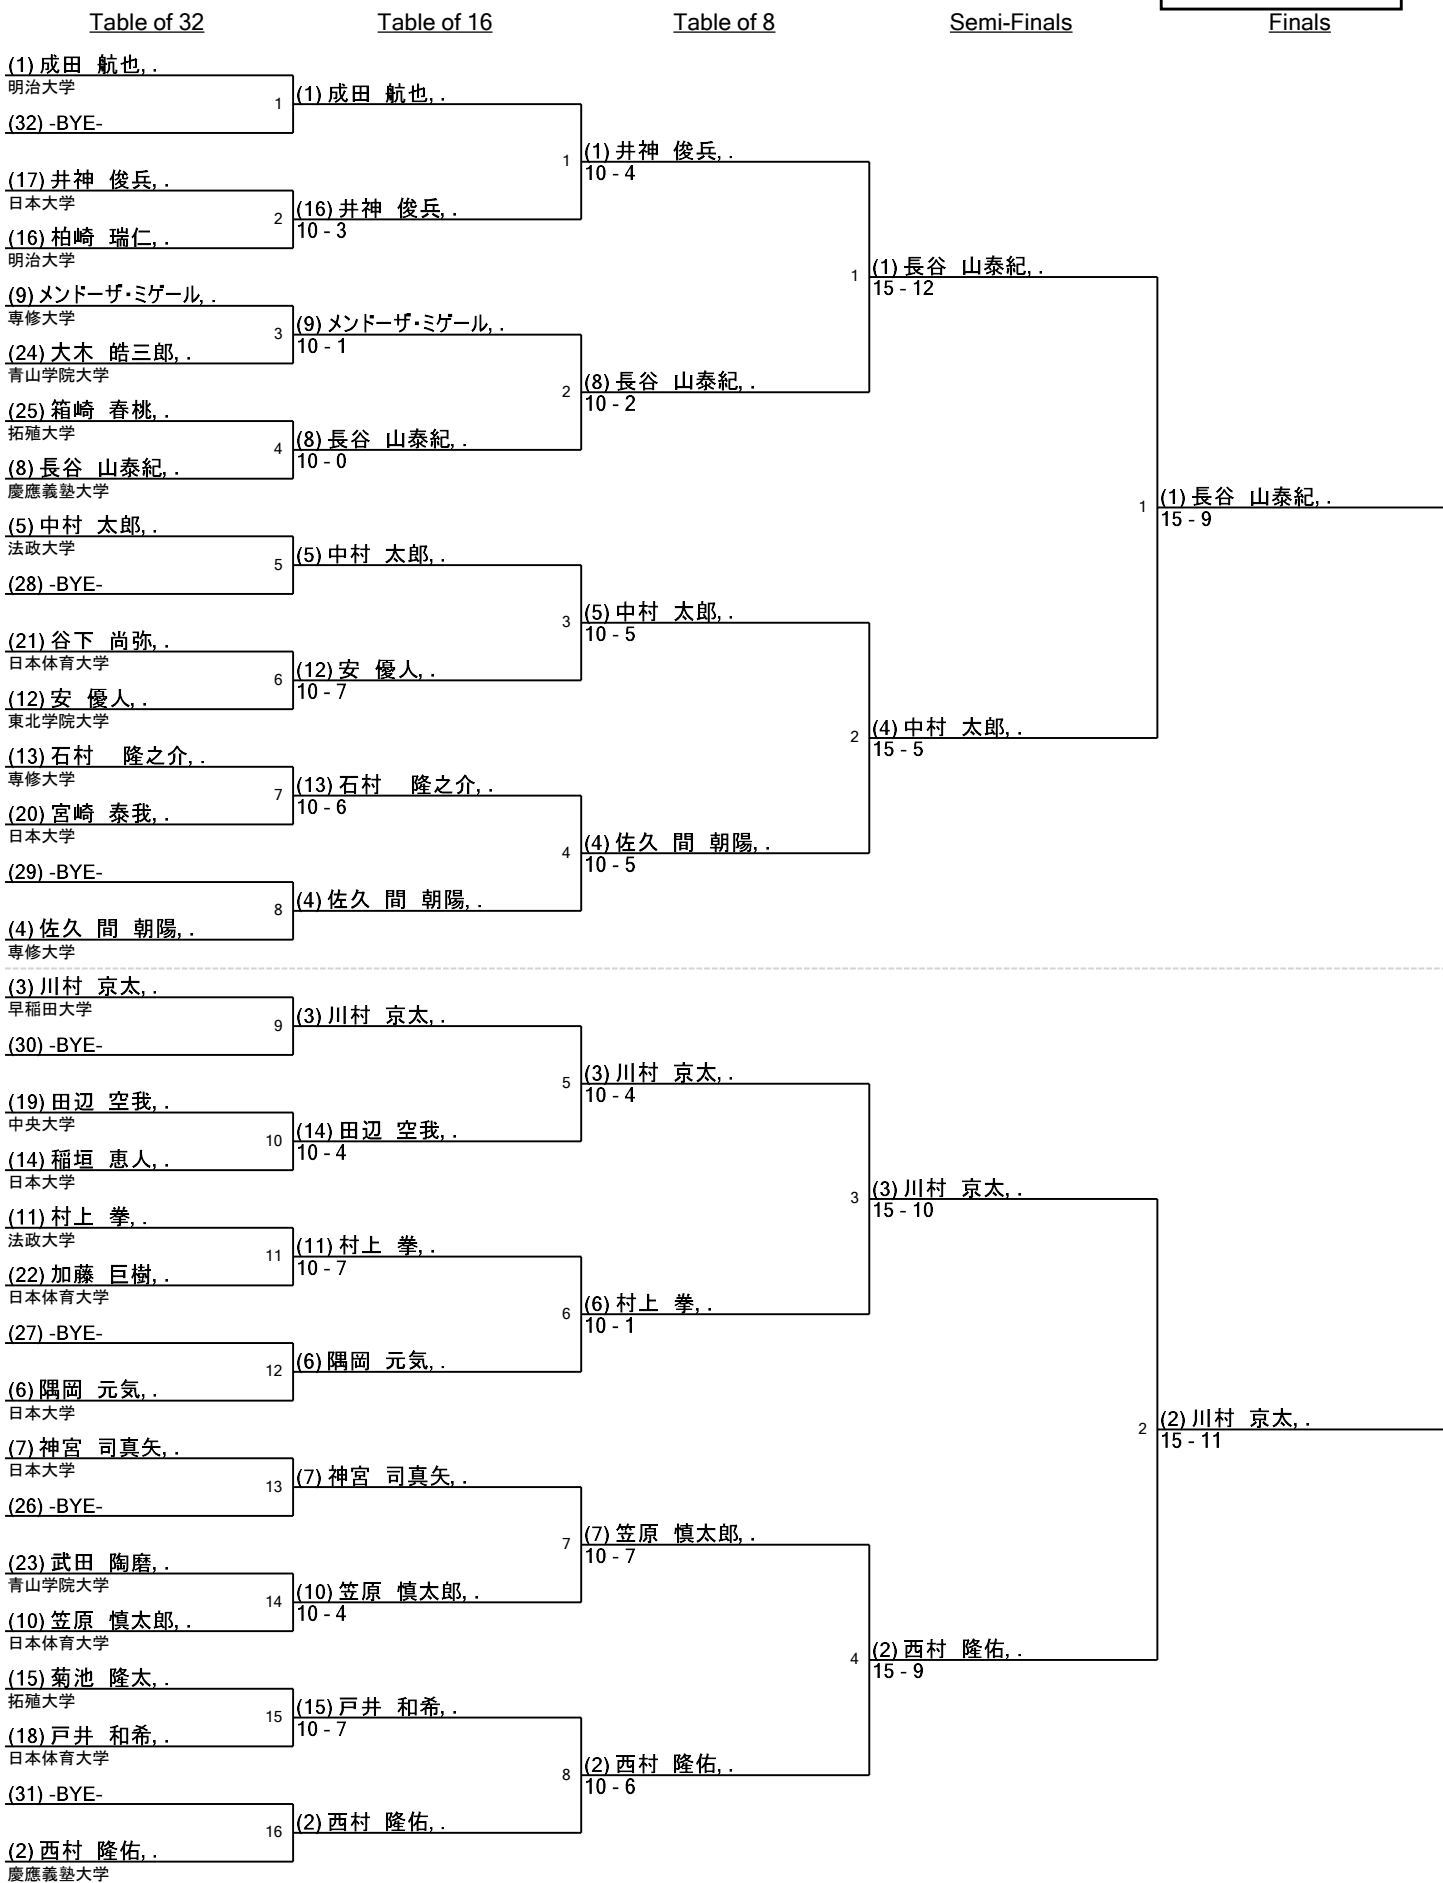 Table of 32
Table of 16
Table of 8
Semi-Finals
Finals
(1) 成田　航也, .
明治大学
1
(32) -BYE-
(17) 井神　俊兵, .
日本大学
2
(16) 柏崎　瑞仁, .
明治大学
(9) メンドーザ・ミゲール, .
専修大学
3
(24) 大木　皓三郎, .
青山学院大学
(25) 箱崎　春桃, .
拓殖大学
4
(8) 長谷　山泰紀, .
慶應義塾大学
(5) 中村　太郎, .
法政大学
5
(28) -BYE-
(21) 谷下　尚弥, .
日本体育大学
6
(12) 安　優人, .
東北学院大学
(13) 石村　 隆之介, .
専修大学
7
(20) 宮崎　泰我, .
日本大学
(29) -BYE-
8
(4) 佐久　間　朝陽, .
専修大学
(3) 川村　京太, .
早稲田大学
9
(30) -BYE-
(19) 田辺　空我, .
中央大学
10
(14) 稲垣　恵人, .
日本大学
(11) 村上　拳, .
法政大学
11
(22) 加藤　巨樹, .
日本体育大学
(27) -BYE-
12
(6) 隅岡　元気, .
日本大学
(7) 神宮　司真矢, .
日本大学
13
(26) -BYE-
(23) 武田　陶磨, .
青山学院大学
14
(10) 笠原　慎太郎, .
日本体育大学
(15) 菊池　隆太, .
拓殖大学
15
(18) 戸井　和希, .
日本体育大学
(31) -BYE-
16
(2) 西村　隆佑, .
慶應義塾大学
(1) 成田　航也, .
1
(16) 井神　俊兵, .
10 - 3
(9) メンドーザ・ミゲール, .
10 - 1
2
(8) 長谷　山泰紀, .
10 - 0
(5) 中村　太郎, .
3
(12) 安　優人, .
10 - 7
(13) 石村　 隆之介, .
10 - 6
4
(4) 佐久　間　朝陽, .
(3) 川村　京太, .
5
(14) 田辺　空我, .
10 - 4
(11) 村上　拳, .
10 - 7
6
(6) 隅岡　元気, .
(7) 神宮　司真矢, .
7
(10) 笠原　慎太郎, .
10 - 4
(15) 戸井　和希, .
10 - 7
8
(2) 西村　隆佑, .
(1) 井神　俊兵, .
10 - 4
1
(8) 長谷　山泰紀, .
10 - 2
(5) 中村　太郎, .
10 - 5
2
(4) 佐久　間　朝陽, .
10 - 5
(3) 川村　京太, .
10 - 4
3
(6) 村上　拳, .
10 - 1
(7) 笠原　慎太郎, .
10 - 7
4
(2) 西村　隆佑, .
10 - 6
(1) 長谷　山泰紀, .
15 - 12
1
(4) 中村　太郎, .
15 - 5
(3) 川村　京太, .
15 - 10
2
(2) 西村　隆佑, .
15 - 9
(1) 長谷　山泰紀, .
15 - 9
(2) 川村　京太, .
15 - 11